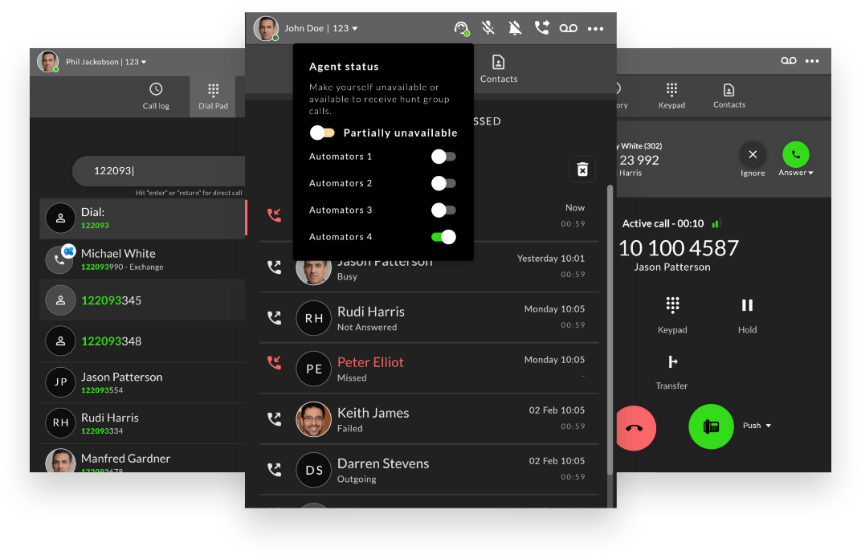 Phil Jackobson | 123
Call log
Dial Pad
122093
Hit "enter" or "return" for direct call
Dial:
122093
Michael White
122093990 - Exchange
122093345
122093348
JP
Jason Patterson
122093554
RH
Rudi Harris
122093334
Manfred Gardner
122093678
John Doe | 123
Contacts
SSED
Agent status
Make yourself unavailable or
available to receive hunt group
calls.
Partially unavailable
Automators 1
Automators 2
Automators 3
Automators 4
Now
00:59
Jason Patterson
Busy
Yesterday 10:01
00:59
RH
Rudi Harris
Not Answered
Monday 10:05
00:59
PE
Peter Elliot
Missed
Monday 10:05
-
Keith James
Failed
02 Feb 10:05
00:59
DS
Darren Stevens
Outgoing
02 Feb 10:05
00:59
ory
Keypad
Contacts
y White (302)
23 992
Harris
Ignore
Answer
Active call - 00:10
10 100 4587
Jason Patterson
Keypad
Hold
Transfer
Push